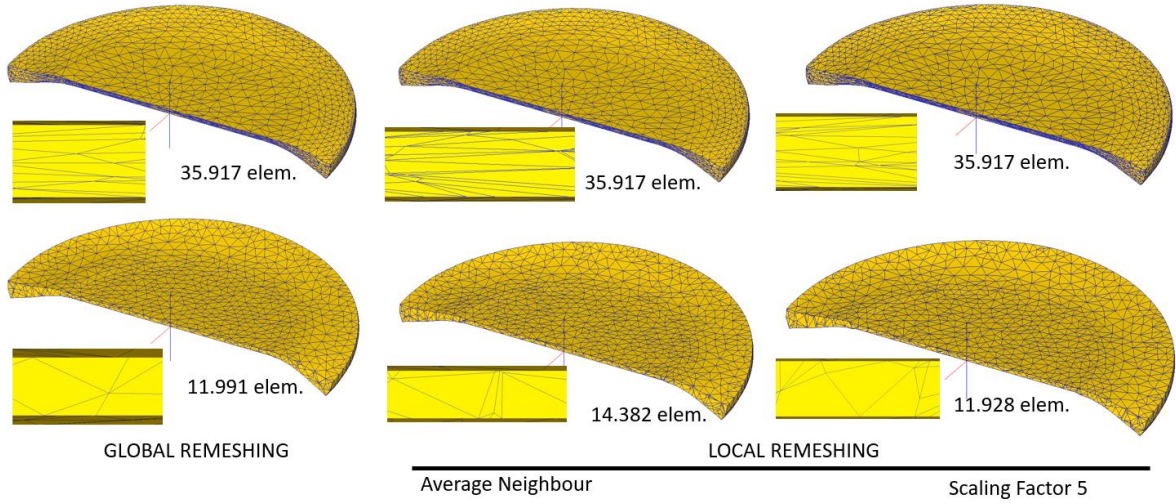 35.917 elem.
35.917 elem.
35.917 elem.
11.991 elem.
14.382 elem.
11.928 elem.
GLOBAL REMESHING
LOCAL REMESHING
Average Neighbour
Scaling Factor 5